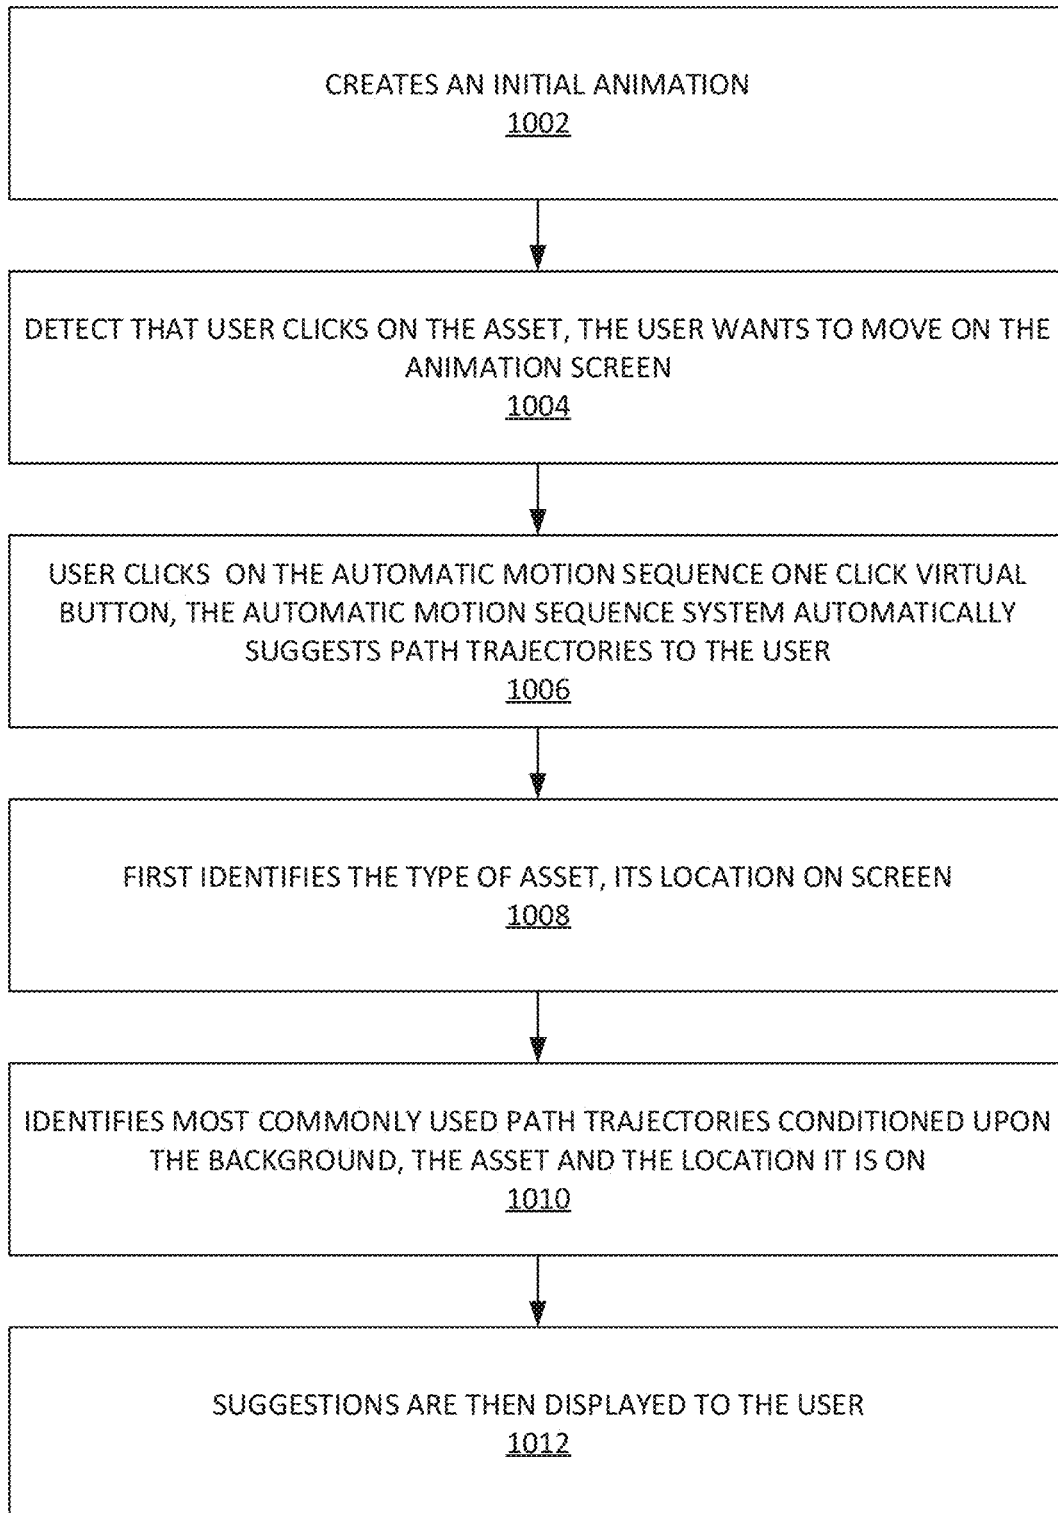 CREATES AN INITIAL ANIMATION
1002
DETECT THAT USER CLICKS ON THE ASSET, THE USER WANTS TO MOVE ON THE
ANIMATION SCREEN
1004
USER CLICKS ON THE AUTOMATIC MOTION SEQUENCE ONE CLICK VIRTUAL
BUTTON, THE AUTOMATIC MOTION SEQUENCE SYSTEM AUTOMATICALLY
SUGGESTS PATH TRAJECTORIES TO THE USER
1006
FIRST IDENTIFIES THE TYPE OF ASSET, ITS LOCATION ON SCREEN
1008
IDENTIFIES MOST COMMONLY USED PATH TRAJECTORIES CONDITIONED UPON
THE BACKGROUND, THE ASSET AND THE LOCATION IT IS ON
1010
SUGGESTIONS ARE THEN DISPLAYED TO THE USER
1012